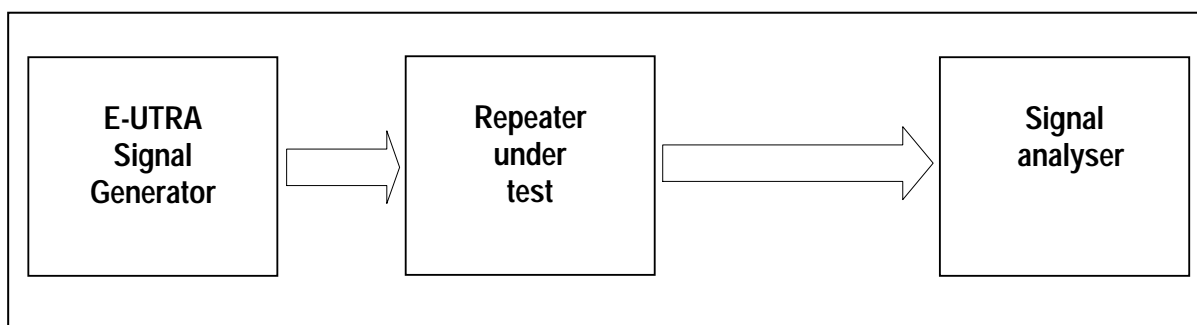 E-UTRA
Signal
Generator
Repeater
under
test
Signal
analyser